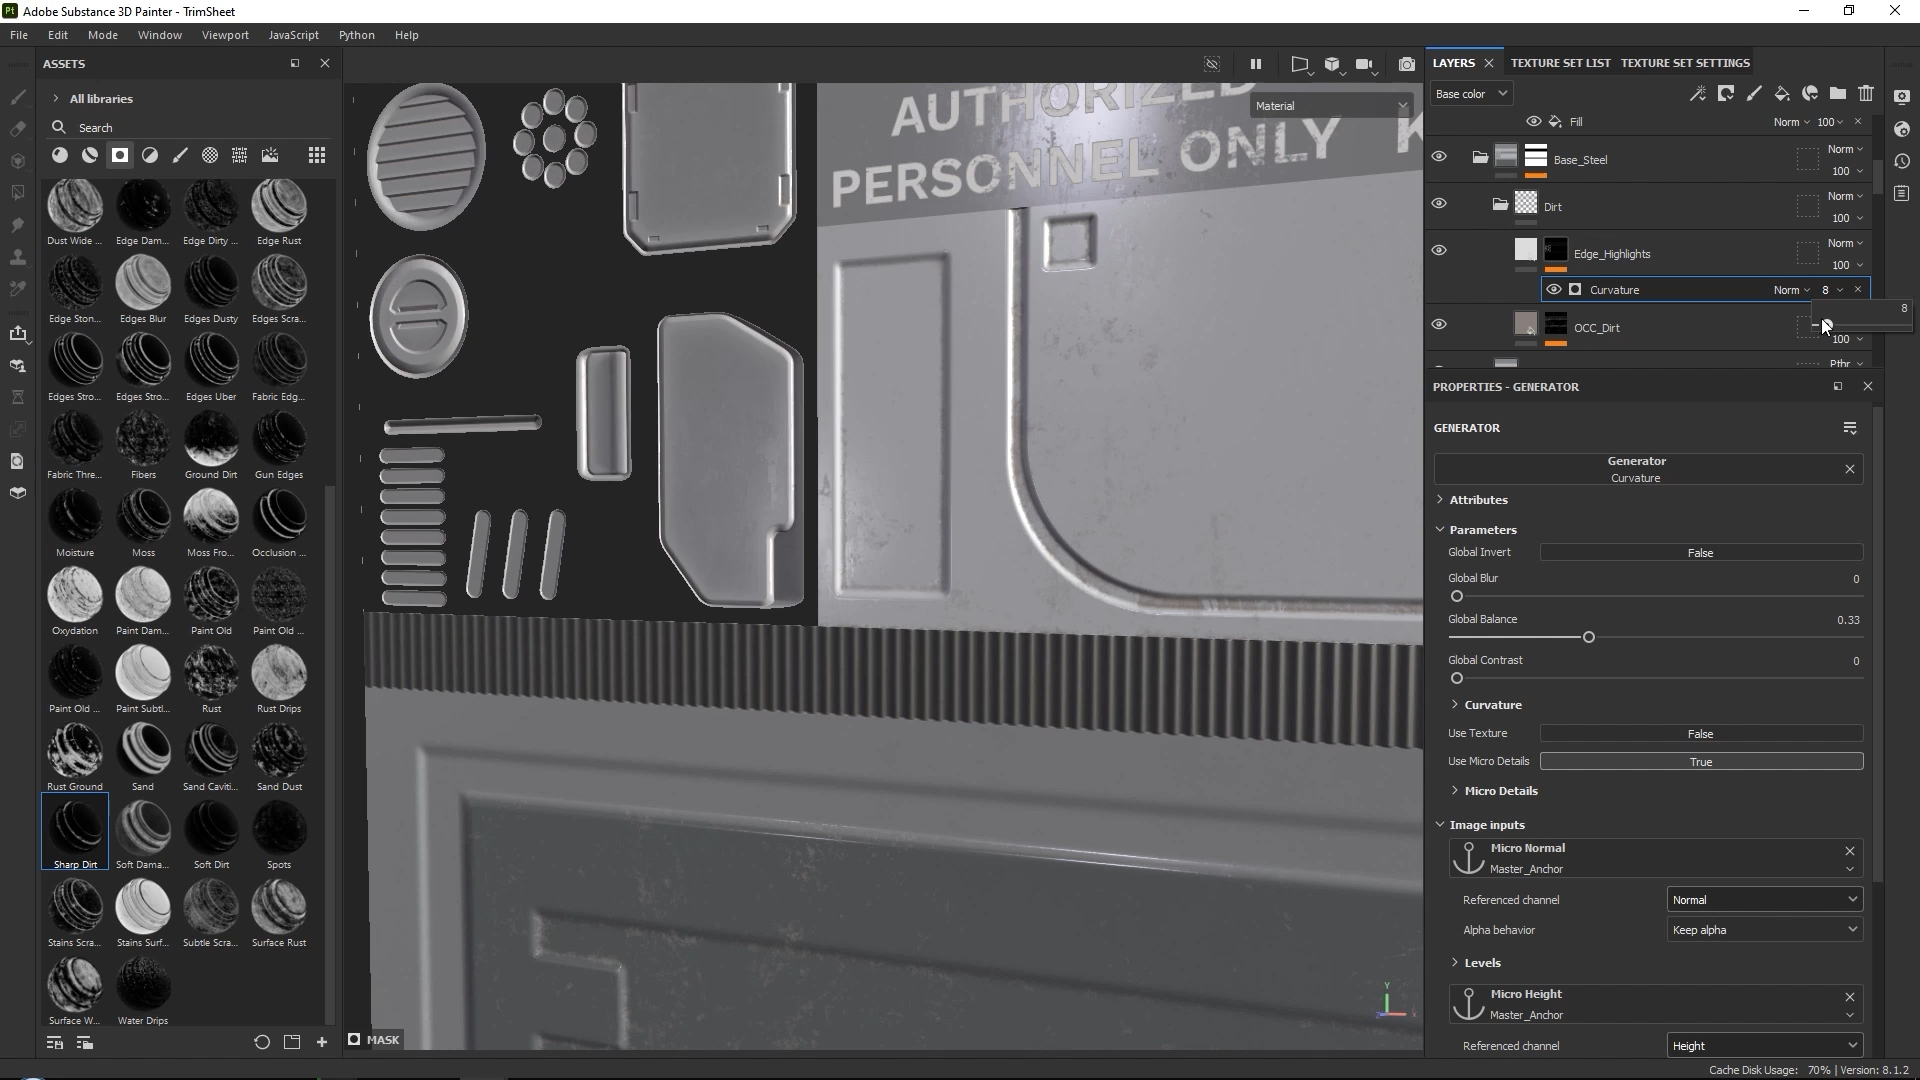 Pt Adobe Substance 3D Painter - TrimSheet
File Edit Mode Window Viewport JavaScript Python Help
ASSETS
All libraries
Search
Dust Wide ... Edge Dam... Edge Dirty ... Edge Rust
Edge Ston... Edges Blur Edges Dusty Edges Scra...
Edges Stro... Edges Stro... Edges Uber Fabric Edg...
Fabric Thre... Fibers Ground Dirt Gun Edges
Moisture Moss Moss Fro... Occlusion ...
Oxydation Paint Dam... Paint Old Paint Old ...
Paint Old ... Paint Subtl... Rust Rust Drips
Rust Ground Sand Sand Caviti... Sand Dust
Sharp Dirt Soft Dama... Soft Dirt Spots
Stains Scra... Stains Surf... Subtle Scra... Surface Rust
Surface W... Water Drips
AUTHORIZED
PERSONNEL ONLY K
Material
MASK
Y
LAYERS TEXTURE SET LIST TEXTURE SET SETTINGS
Base color
Fill Norm 100
Base_Steel Norm 100
Dirt Norm 100
Edge_Highlights Norm 100
Curvature Norm 8
8
OCC_Dirt 100
Pthr
PROPERTIES - GENERATOR
GENERATOR
Generator
Curvature
Attributes
Parameters
Global Invert False
Global Blur 0
Global Balance 0.33
Global Contrast 0
Curvature
Use Texture False
Use Micro Details True
Micro Details
Image inputs
Micro Normal
Master_Anchor
Referenced channel Normal
Alpha behavior Keep alpha
Levels
Micro Height
Master_Anchor
Referenced channel Height
Cache Disk Usage: 70% | Version: 8.1.2